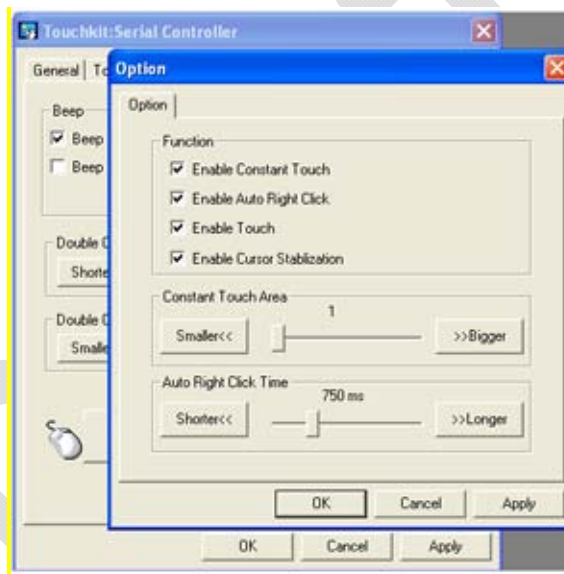 Touchkit:Serial Controller
General
Option
Option
Beep
Beep
Beep
Function
Enable Constant Touch
Enable Auto Right Click
Enable Touch
Enable Cursor Stablization
Double
Shorte
Double
Smalle
Constant Touch Area
1
Smaller<<
>>Bigger
Auto Right Click Time
750 ms
Shorter<<
>>Longer
OK Cancel Apply
OK Cancel Apply